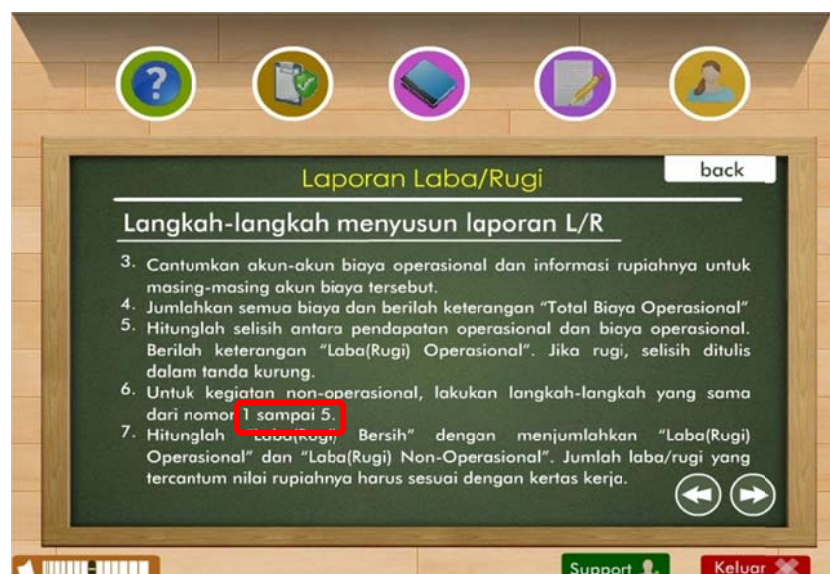 Laporan Laba/Rugi
back
Langkah-langkah menyusun laporan L/R
3. Cantumkan akun-akun biaya operasional dan informasi rupiahnya untuk
masing-masing akun biaya tersebut.
4. Jumlahkan semua biaya dan berilah keterangan “Total Biaya Operasional”
5. Hitunglah selisih antara pendapatan operasional dan biaya operasional.
Berilah keterangan “Laba(Rugi) Operasional”. Jika rugi, selisih ditulis
dalam tanda kurung.
6. Untuk kegiatan non-operasional, lakukan langkah-langkah yang sama
dari nomor 1 sampai 5.
7. Hitunglah “Laba(Rugi) Bersih” dengan menjumlahkan “Laba(Rugi)
Operasional” dan “Laba(Rugi) Non-Operasional”. Jumlah laba/rugi yang
tercantum nilai rupiahnya harus sesuai dengan kertas kerja.
Support
Keluar